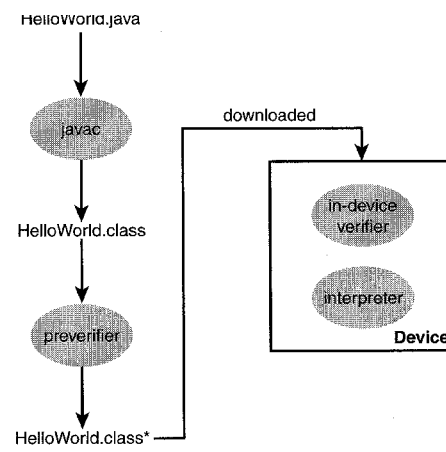 HelloWorld.java
javac
HelloWorld.class
preverifier
HelloWorld.class*
downloaded
in-device
verifier
interpreter
Device